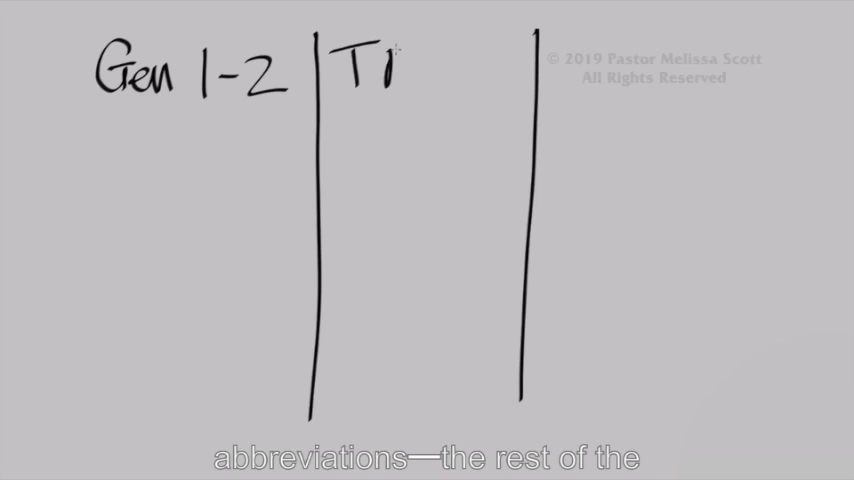 Gen 1-2
© 2019 Pastor Melissa Scott
All Rights Reserved
abbreviations—the rest of the